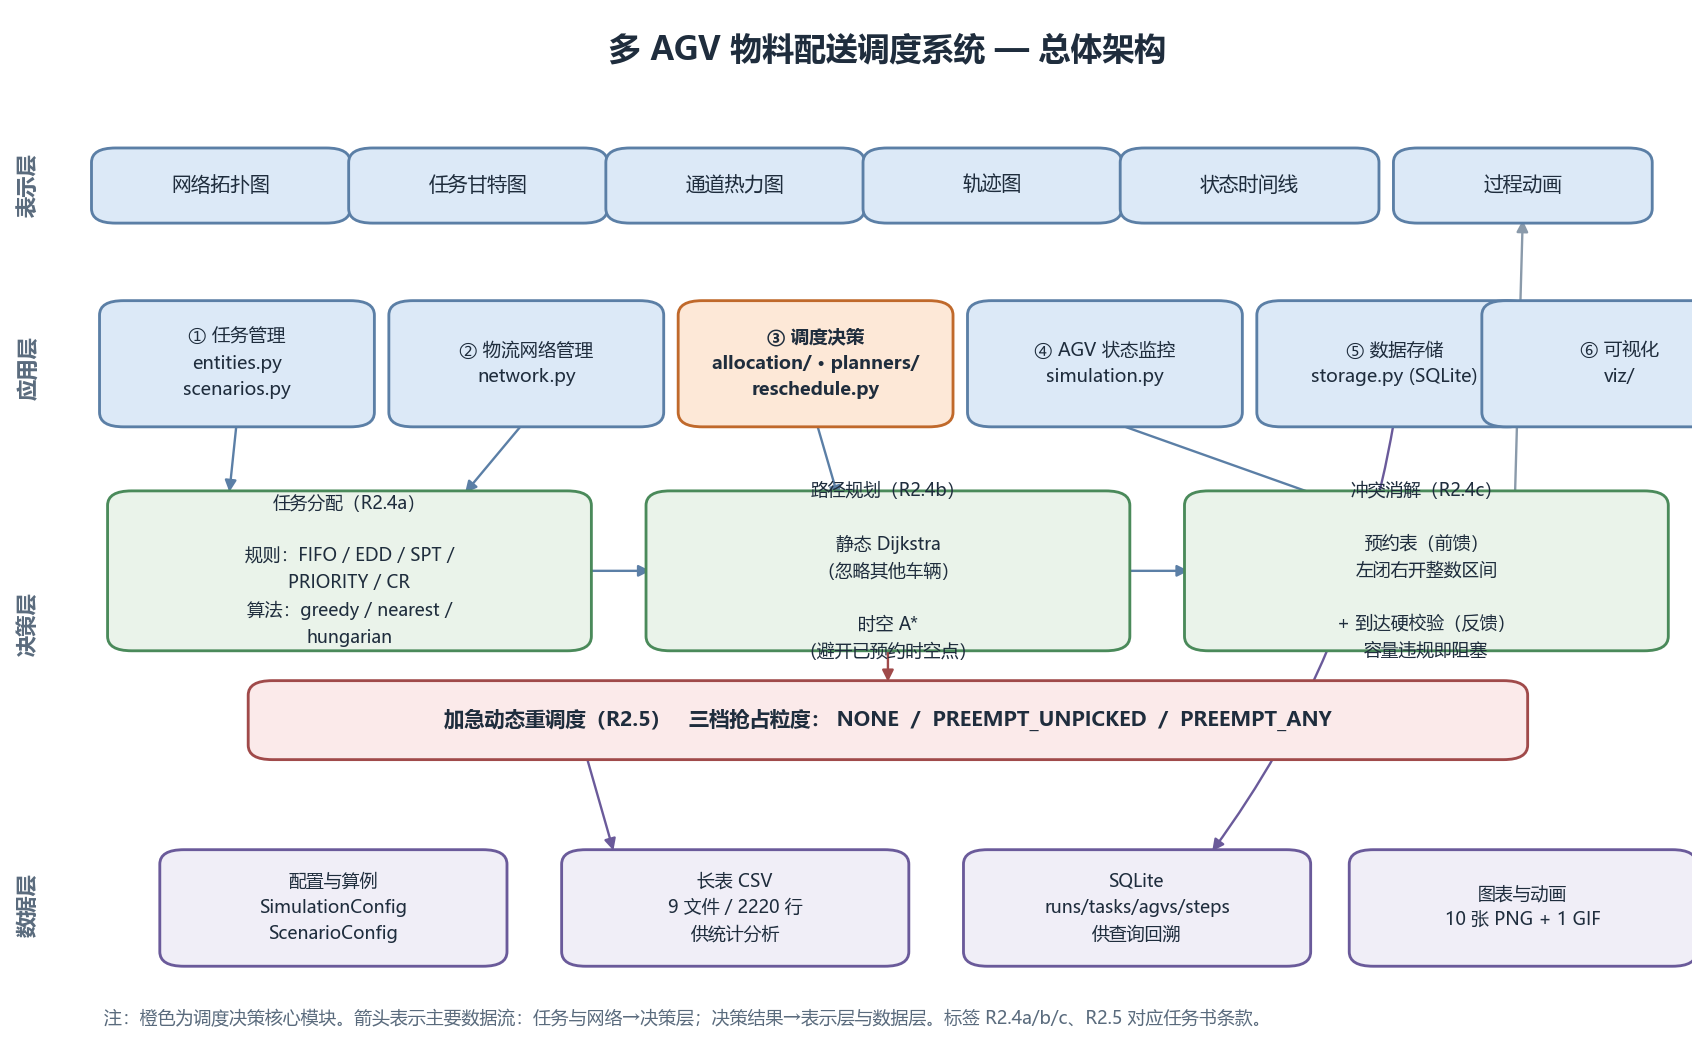 多 AGV 物料配送调度系统 — 总体架构
表示层
网络拓扑图
任务甘特图
通道热力图
轨迹图
状态时间线
过程动画
应用层
① 任务管理
entities.py
scenarios.py
② 物流网络管理
network.py
③ 调度决策
allocation/ • planners/
reschedule.py
④ AGV 状态监控
simulation.py
⑤ 数据存储
storage.py (SQLite)
⑥ 可视化
viz/
决策层
任务分配（R2.4a）
规则：FIFO / EDD / SPT /
PRIORITY / CR
算法：greedy / nearest /
hungarian
路径规划（R2.4b）
静态 Dijkstra
（忽略其他车辆）
时空 A*
（避开已预约时空点）
冲突消解（R2.4c）
预约表（前馈）
左闭右开整数区间
+ 到达硬校验（反馈）
容量违规即阻塞
加急动态重调度（R2.5） 三档抢占粒度： NONE / PREEMPT_UNPICKED / PREEMPT_ANY
数据层
配置与算例
SimulationConfig
ScenarioConfig
长表 CSV
9 文件 / 2220 行
供统计分析
SQLite
runs/tasks/agvs/steps
供查询回溯
图表与动画
10 张 PNG + 1 GIF
注：橙色为调度决策核心模块。箭头表示主要数据流：任务与网络→决策层；决策结果→表示层与数据层。标签 R2.4a/b/c、R2.5 对应任务书条款。